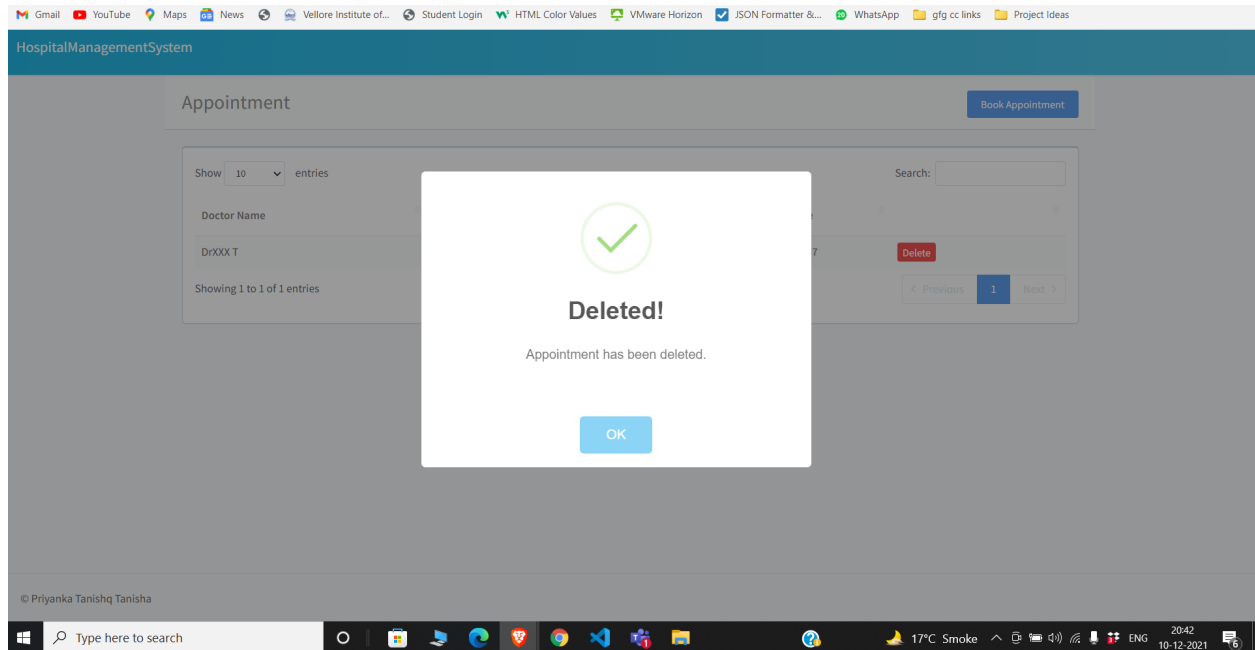 Gmail YouTube Maps News Vellore Institute of... Student Login HTML Color Values VMware Horizon JSON Formatter &... 20 WhatsApp gfg cc links Project Ideas
HospitalManagementSystem
Appointment Book Appointment
Show 10 entries Search:
Doctor Name
DrXXX T 7 Delete
Showing 1 to 1 of 1 entries < Previous 1 Next >
Deleted!
Appointment has been deleted.
OK
© Priyanka Tanishq Tanisha
Type here to search 1 17°C Smoke ENG 20:42
10-12-2021 6